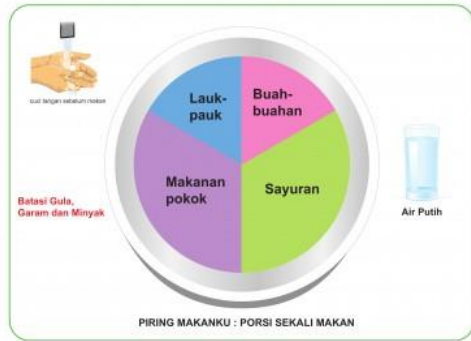 cuci tangan sebelum makan
Lauk-
pauk
Buah-
buahan
Makanan
pokok
Sayuran
Batasi Gula,
Garam dan Minyak
Air Putih
PIRING MAKANKU : PORSI SEKALI MAKAN